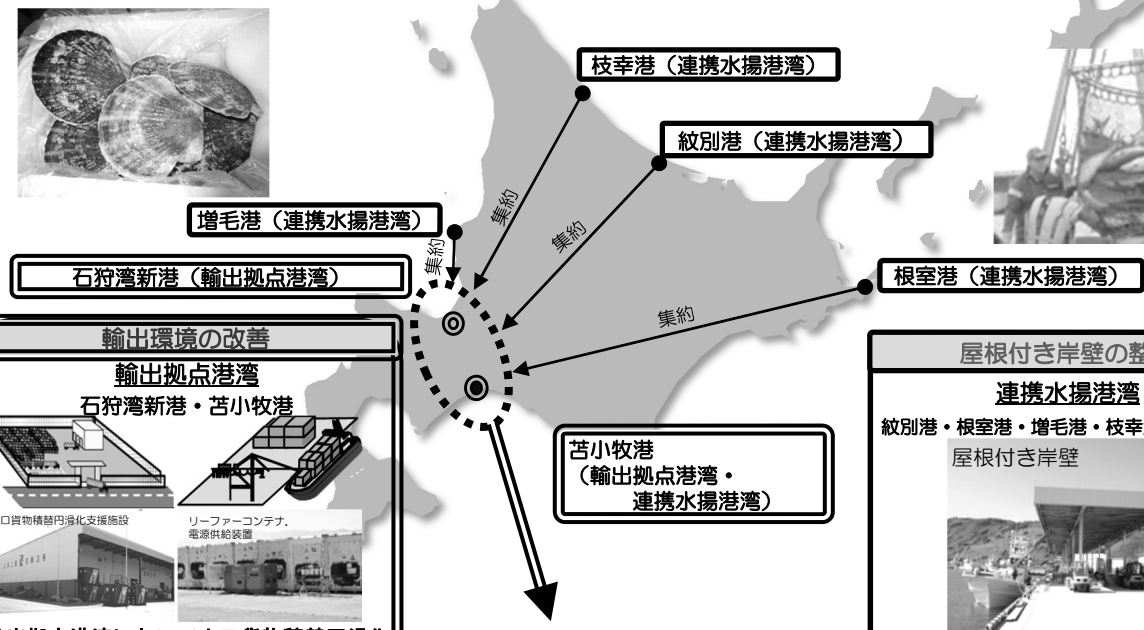 枝幸港（連携水揚港湾）
紋別港（連携水揚港湾）
増毛港（連携水揚港湾）
石狩湾新港（輸出拠点港湾）
根室港（連携水揚港湾）
集約
集約
集約
集約
輸出環境の改善
輸出拠点港湾
石狩湾新港・苫小牧港
口貨物積替円滑化支援施設
リーファーコンテナ．
電源供給装置
苫小牧港
（輸出拠点港湾・
連携水揚港湾）
屋根付き岸壁の整
連携水揚港湾
紋別港・根室港・増毛港・枝幸
屋根付き岸壁